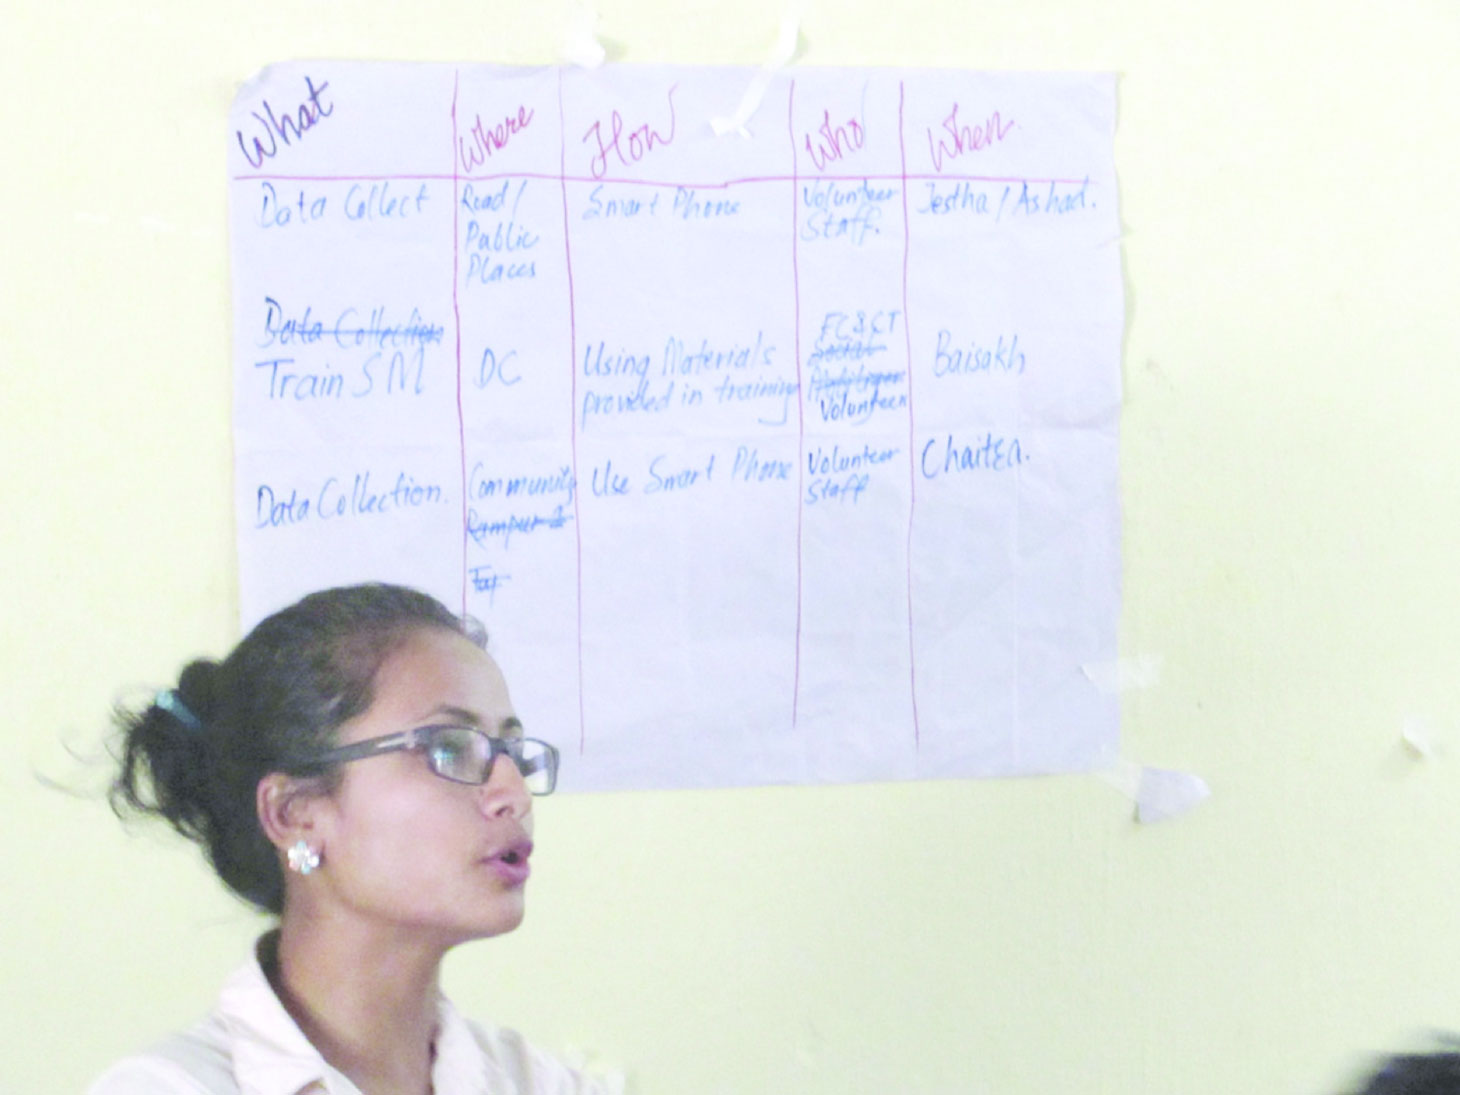 What Where How Who When
Data Collect
Road/
Public
Places
Smart Phone
Volunteer
Staff.
Jestha / Ashad.
Data Collection
Train SM
DC
Using Materials
provided in training
FC & CT
Social
Volunteer
Baisakh
Data Collection.
Community
Rampur
Use Smart Phone
Volunteer
Staff
Chaitra.